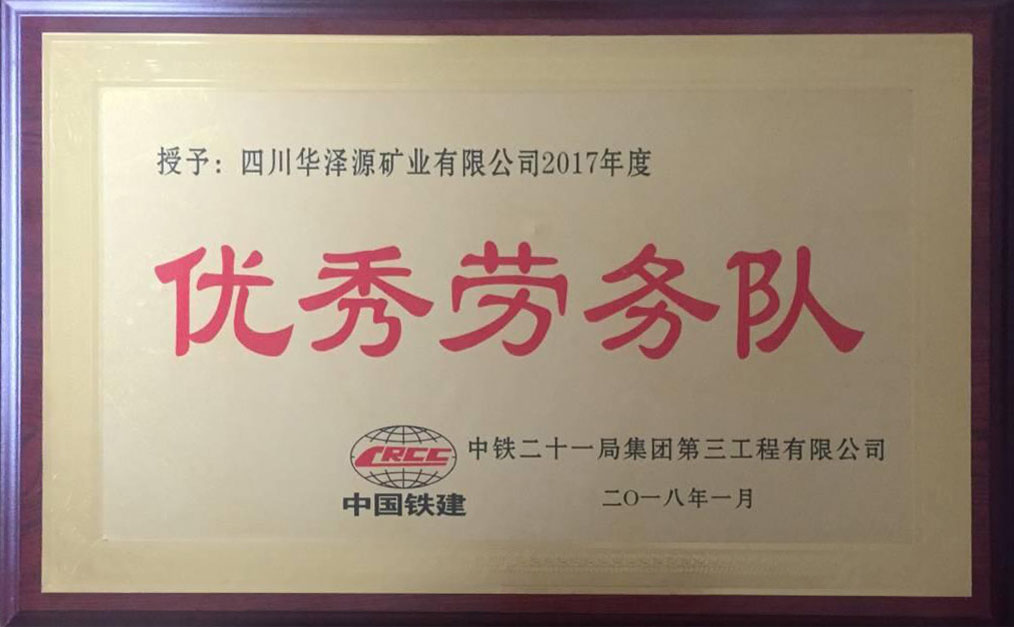 授予：四川华泽源矿业有限公司2017年度
优秀劳务队
CRCC
中国铁建
中铁二十一局集团第三工程有限公司
二〇一八年一月